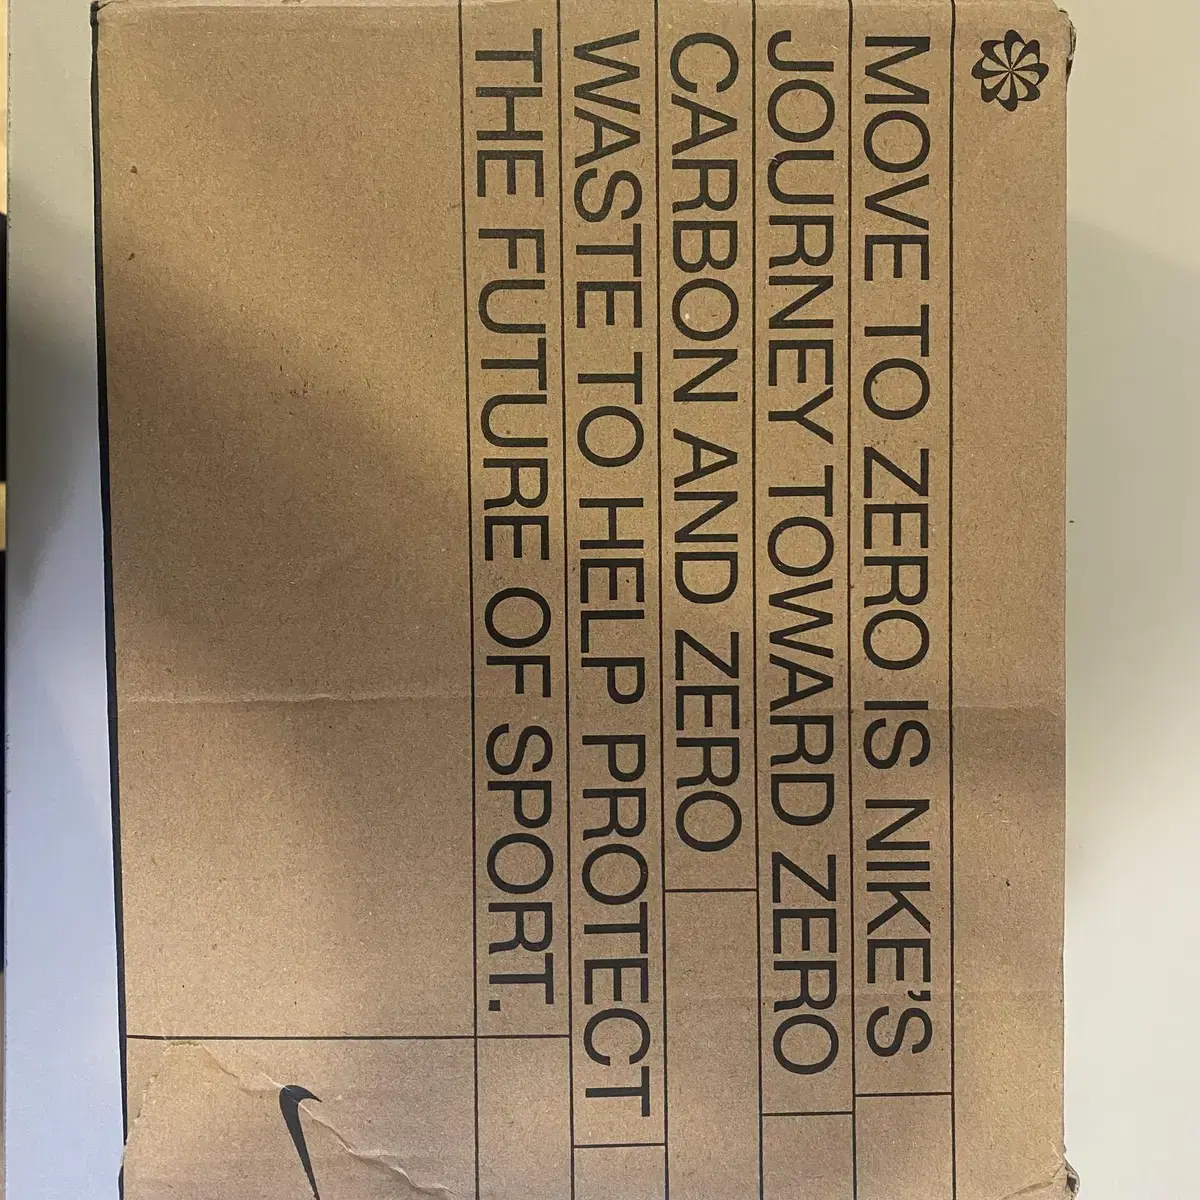 MOVE TO ZERO IS NIKE'S
JOURNEY TOWARD ZERO
CARBON AND ZERO
WASTE TO HELP PROTECT
THE FUTURE OF SPORT.